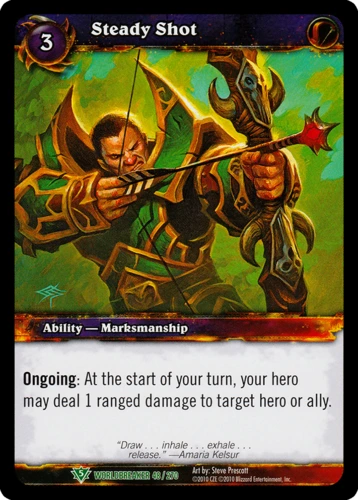 3
Steady Shot
Ability — Marksmanship
Ongoing: At the start of your turn, your hero
may deal 1 ranged damage to target hero or ally.
"Draw . . . inhale . . . exhale . . .
release." —Amaria Kelsur
WORLDBREAKER 48 / 270
Art by: Steve Prescott
©2010 CZE ©2010 Blizzard Entertainment, Inc.